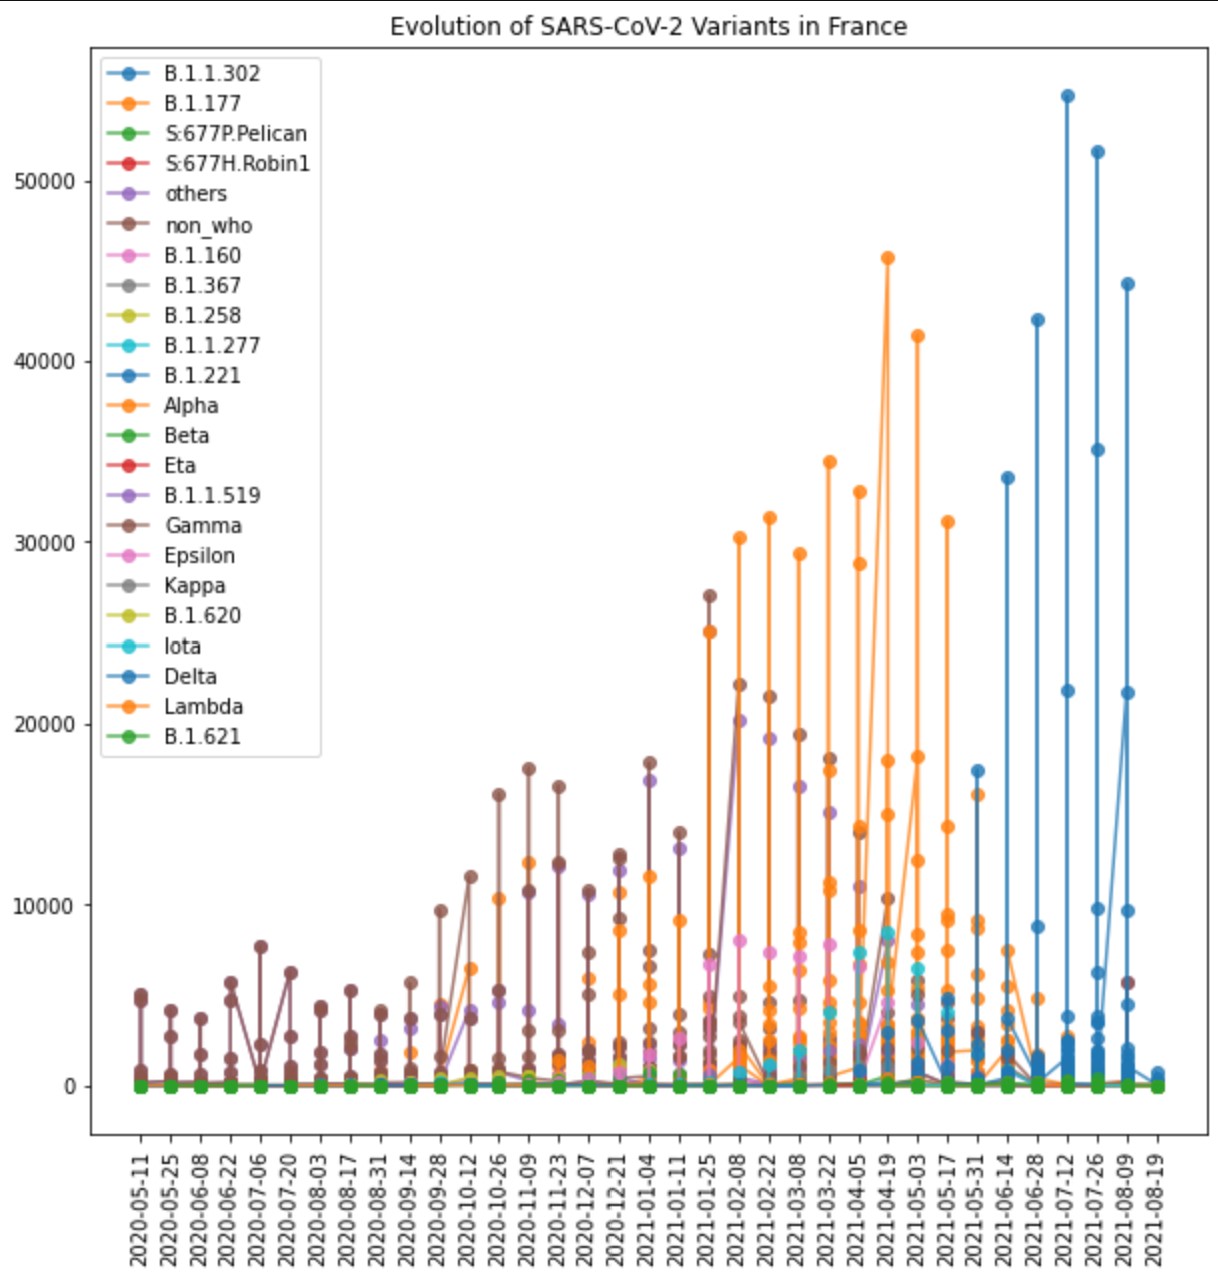 Evolution of SARS-CoV-2 Variants in France
B.1.1.302
B.1.177
S:677P.Pelican
S:677H.Robin1
others
non_who
B.1.160
B.1.367
B.1.258
B.1.1.277
B.1.221
Alpha
Beta
Eta
B.1.1.519
Gamma
Epsilon
Kappa
B.1.620
Iota
Delta
Lambda
B.1.621
50000
40000
30000
20000
10000
0
2020-05-11
2020-05-25
2020-06-08
2020-06-22
2020-07-06
2020-07-20
2020-08-03
2020-08-17
2020-08-31
2020-09-14
2020-09-28
2020-10-12
2020-10-26
2020-11-09
2020-11-23
2020-12-07
2020-12-21
2021-01-04
2021-01-11
2021-01-25
2021-02-08
2021-02-22
2021-03-08
2021-03-22
2021-04-05
2021-04-19
2021-05-03
2021-05-17
2021-05-31
2021-06-14
2021-06-28
2021-07-12
2021-07-26
2021-08-09
2021-08-19